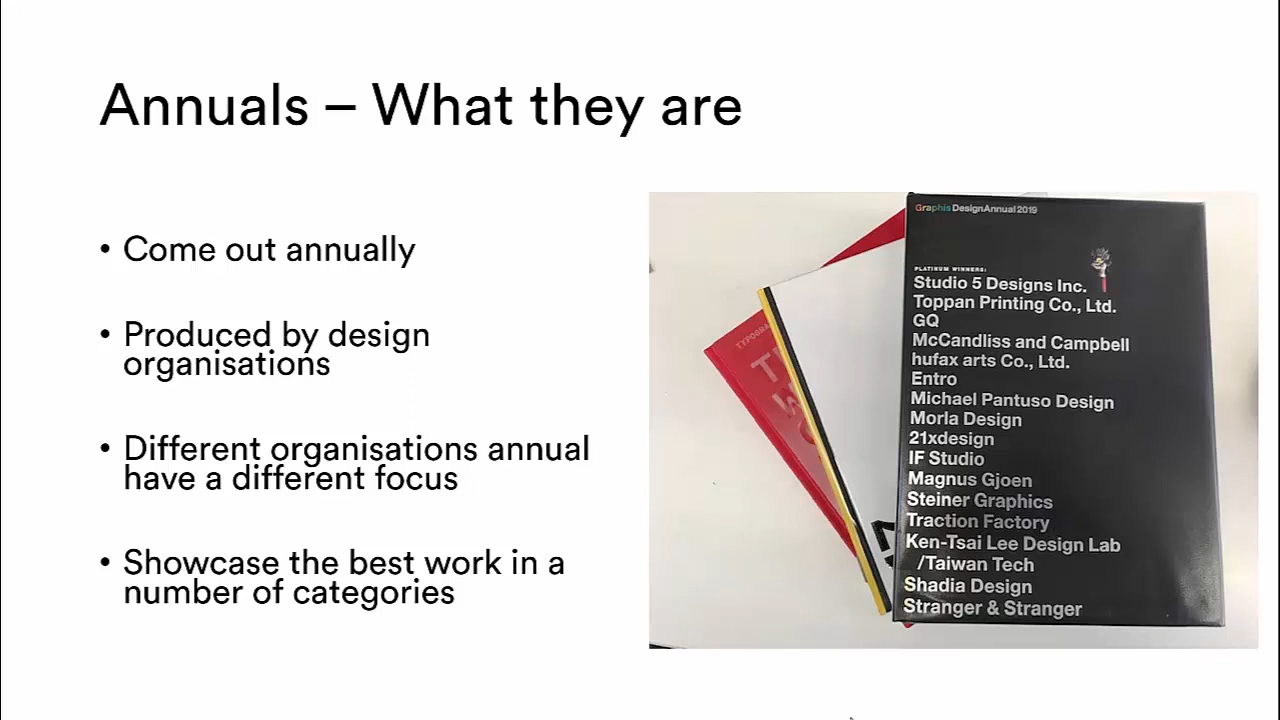 Annuals – What they are
• Come out annually
• Produced by design
organisations
• Different organisations annual
have a different focus
• Showcase the best work in a
number of categories
Graphis DesignAnnual 2019
PLATINUM WINNERS:
Studio 5 Designs Inc.
Toppan Printing Co., Ltd.
GQ
McCandliss and Campbell
hufax arts Co., Ltd.
Entro
Michael Pantuso Design
Morla Design
21xdesign
IF Studio
Magnus Gjoen
Steiner Graphics
Traction Factory
Ken-Tsai Lee Design Lab
/Taiwan Tech
Shadia Design
Stranger & Stranger